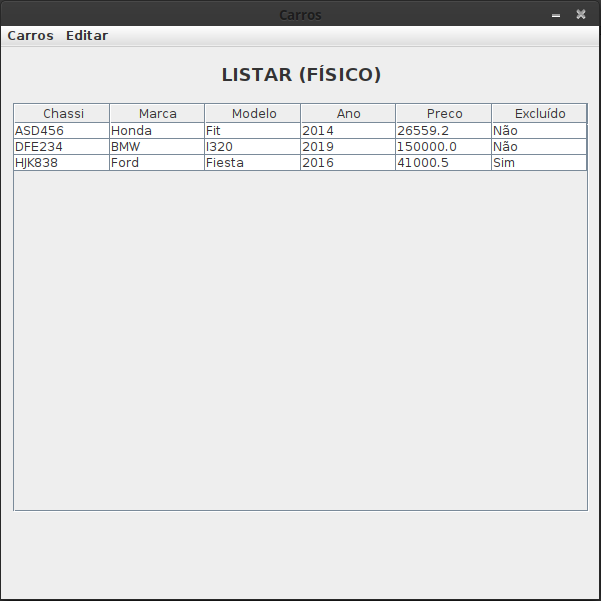 Carros
Carros Editar
LISTAR (FÍSICO)
Chassi Marca Modelo Ano Preco Excluído
ASD456 Honda Fit 2014 26559.2 Não
DFE234 BMW I320 2019 150000.0 Não
HJK838 Ford Fiesta 2016 41000.5 Sim